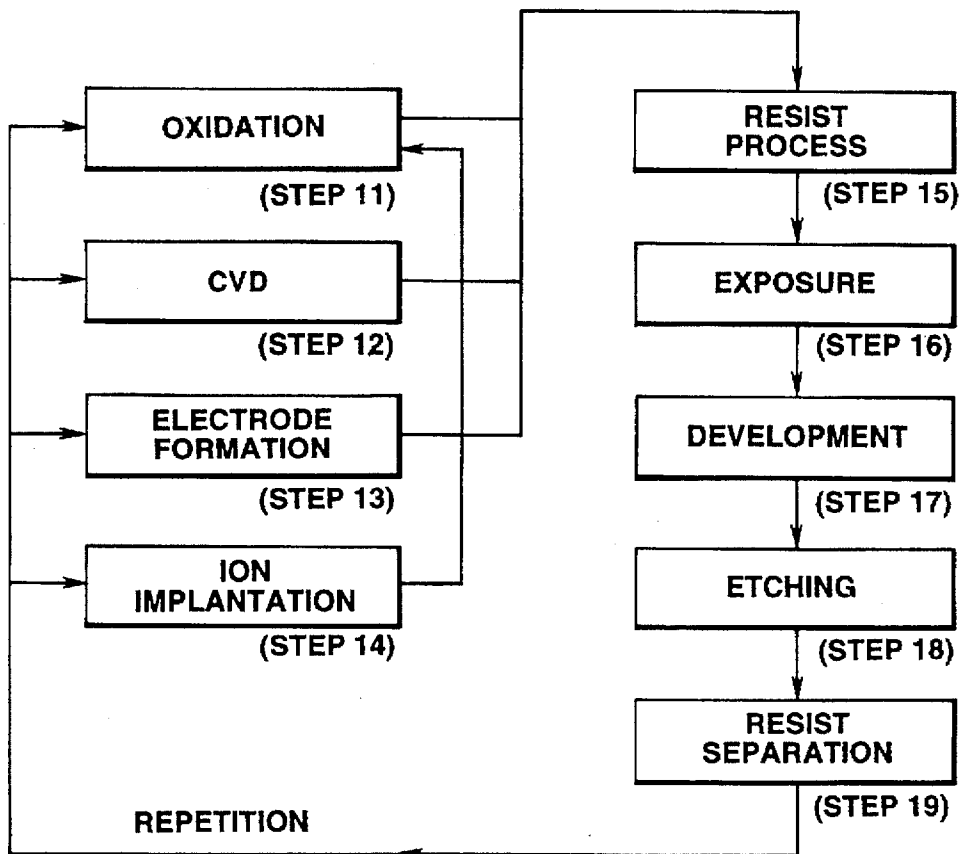 OXIDATION
(STEP 11)
CVD
(STEP 12)
ELECTRODE
FORMATION
(STEP 13)
ION
IMPLANTATION
(STEP 14)
RESIST
PROCESS
(STEP 15)
EXPOSURE
(STEP 16)
DEVELOPMENT
(STEP 17)
ETCHING
(STEP 18)
RESIST
SEPARATION
(STEP 19)
REPETITION